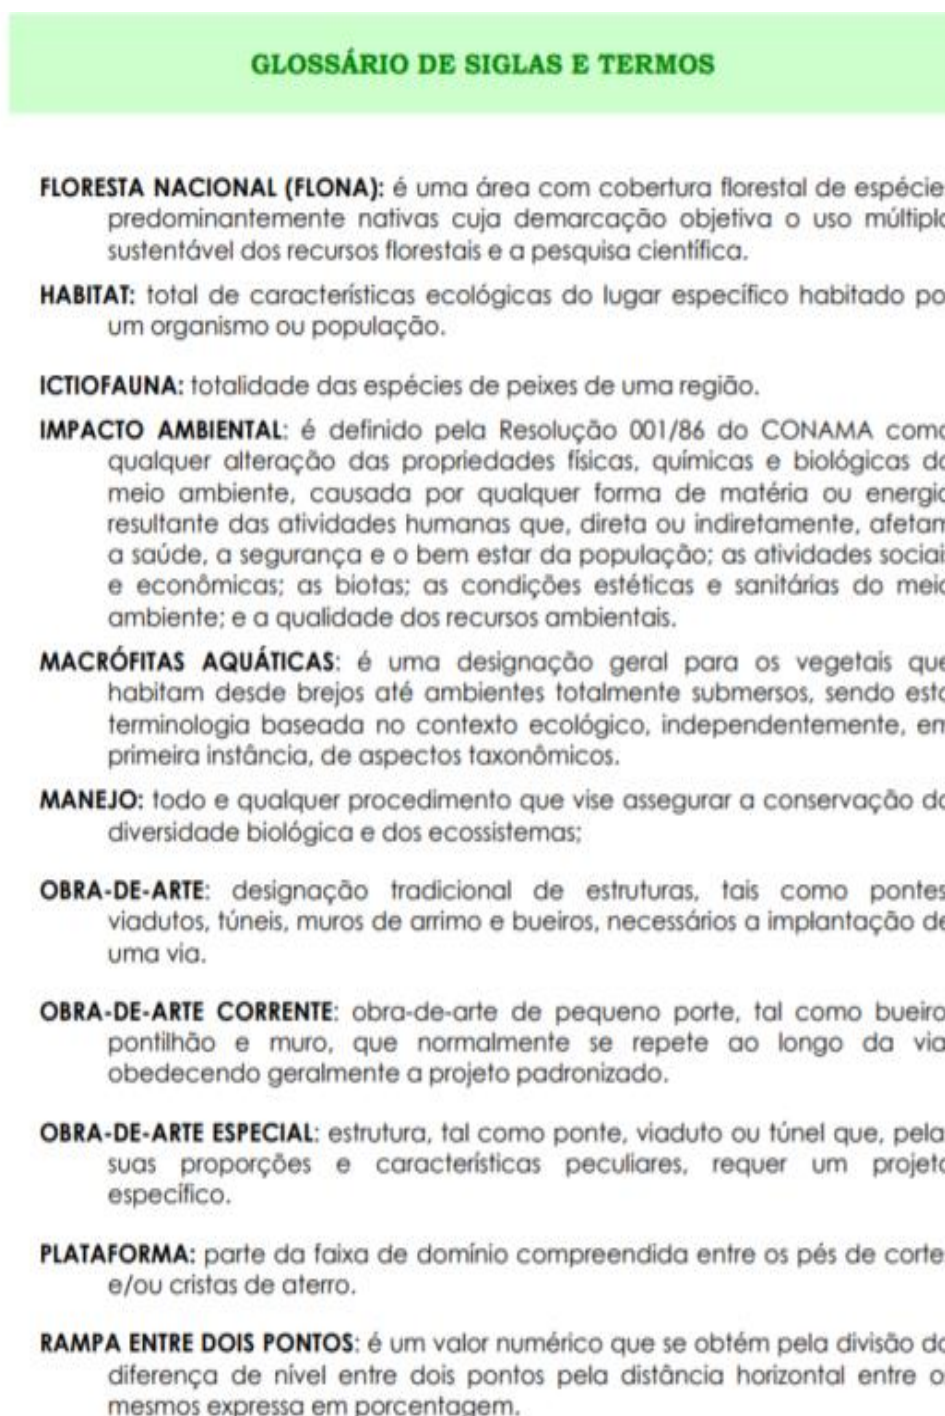 GLOSSÁRIO DE SIGLAS E TERMOS
FLORESTA NACIONAL (FLONA): é uma área com cobertura florestal de espécie
predominantemente nativas cuja demarcação objetiva o uso múltiplo
sustentável dos recursos florestais e a pesquisa científica.
HABITAT: total de características ecológicas do lugar específico habitado po
um organismo ou população.
ICTIOFAUNA: totalidade das espécies de peixes de uma região.
IMPACTO AMBIENTAL: é definido pela Resolução 001/86 do CONAMA como
qualquer alteração das propriedades físicas, químicas e biológicas do
meio ambiente, causada por qualquer forma de matéria ou energia
resultante das atividades humanas que, direta ou indiretamente, afetam
a saúde, a segurança e o bem estar da população; as atividades sociai
e econômicas; as biotas; as condições estéticas e sanitárias do meio
ambiente; e a qualidade dos recursos ambientais.
MACRÓFITAS AQUÁTICAS: é uma designação geral para os vegetais que
habitam desde brejos até ambientes totalmente submersos, sendo esta
terminologia baseada no contexto ecológico, independentemente, em
primeira instância, de aspectos taxonômicos.
MANEJO: todo e qualquer procedimento que vise assegurar a conservação da
diversidade biológica e dos ecossistemas;
OBRA-DE-ARTE: designação tradicional de estruturas, tais como pontes
viadutos, túneis, muros de arrimo e bueiros, necessários a implantação de
uma via.
OBRA-DE-ARTE CORRENTE: obra-de-arte de pequeno porte, tal como bueiro
pontilhão e muro, que normalmente se repete ao longo da via
obedecendo geralmente a projeto padronizado.
OBRA-DE-ARTE ESPECIAL: estrutura, tal como ponte, viaduto ou túnel que, pela
suas proporções e características peculiares, requer um projeto
específico.
PLATAFORMA: parte da faixa de domínio compreendida entre os pés de corte
e/ou cristas de aterro.
RAMPA ENTRE DOIS PONTOS: é um valor numérico que se obtém pela divisão da
diferença de nível entre dois pontos pela distância horizontal entre o
mesmos expressa em porcentagem.